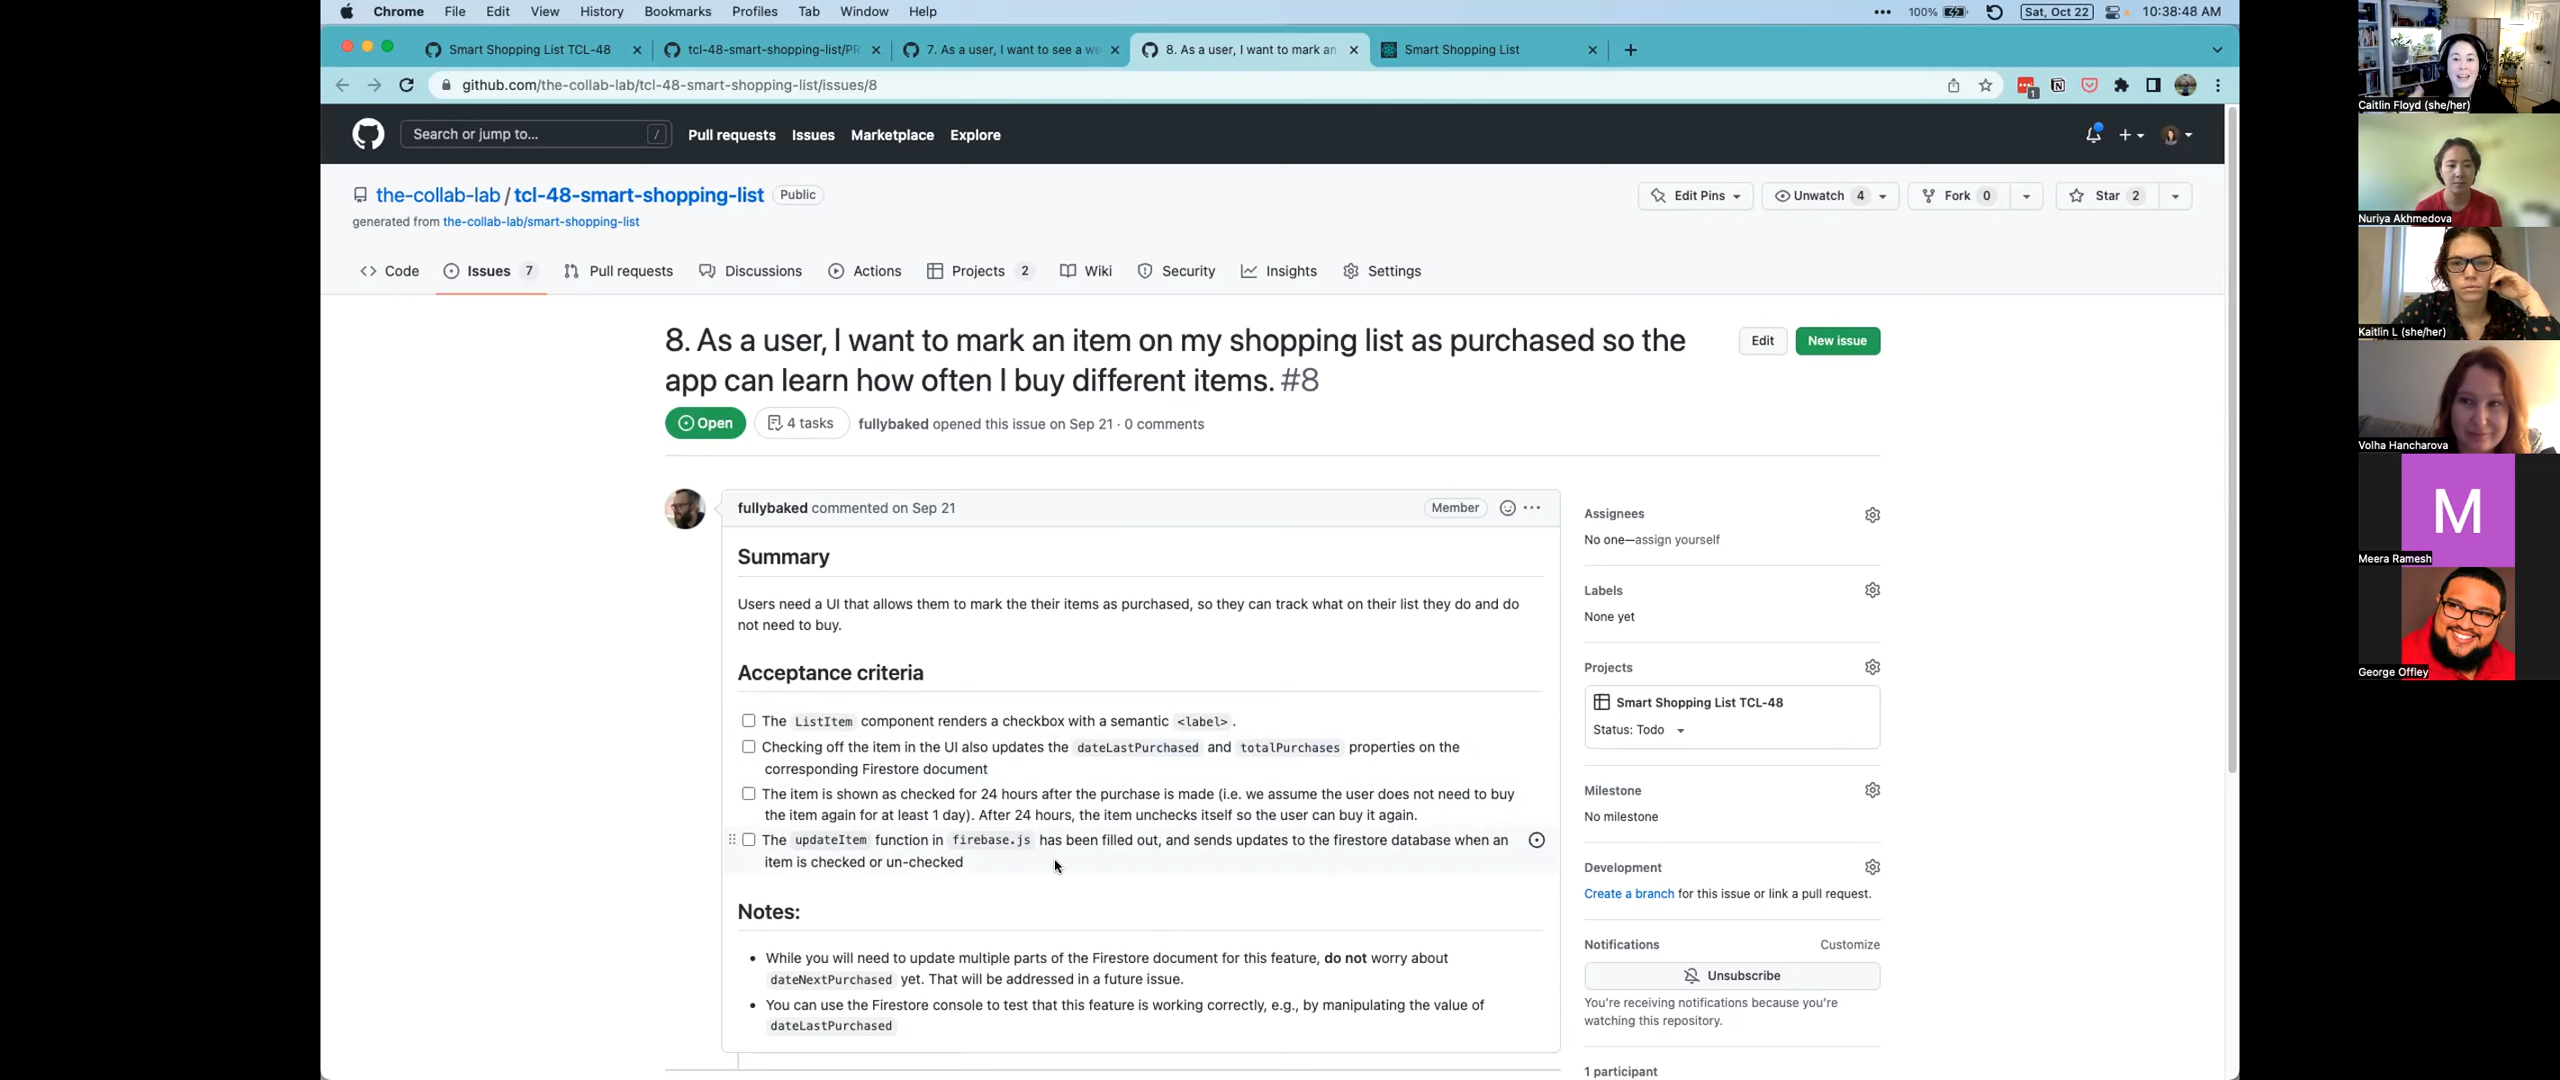 Chrome File Edit View History Bookmarks Profiles Tab Window Help
100% Sat, Oct 22 10:38:48 AM
Smart Shopping List TCL-48
tcl-48-smart-shopping-list/PR
7. As a user, I want to see a we
8. As a user, I want to mark an
Smart Shopping List
github.com/the-collab-lab/tcl-48-smart-shopping-list/issues/8
1
Search or jump to... /
Pull requests Issues Marketplace Explore
the-collab-lab / tcl-48-smart-shopping-list Public
generated from the-collab-lab/smart-shopping-list
Edit Pins Unwatch 4 Fork 0 Star 2
Code Issues 7 Pull requests Discussions Actions Projects 2 Wiki Security Insights Settings
8. As a user, I want to mark an item on my shopping list as purchased so the
app can learn how often I buy different items. #8
Edit New issue
Open 4 tasks fullybaked opened this issue on Sep 21 · 0 comments
fullybaked commented on Sep 21 Member
Summary
Users need a UI that allows them to mark the their items as purchased, so they can track what on their list they do and do
not need to buy.
Acceptance criteria
The ListItem component renders a checkbox with a semantic <label>.
Checking off the item in the UI also updates the dateLastPurchased and totalPurchases properties on the
corresponding Firestore document
The item is shown as checked for 24 hours after the purchase is made (i.e. we assume the user does not need to buy
the item again for at least 1 day). After 24 hours, the item unchecks itself so the user can buy it again.
The updateItem function in firebase.js has been filled out, and sends updates to the firestore database when an
item is checked or un-checked
Notes:
While you will need to update multiple parts of the Firestore document for this feature, do not worry about
dateNextPurchased yet. That will be addressed in a future issue.
You can use the Firestore console to test that this feature is working correctly, e.g., by manipulating the value of
dateLastPurchased
Assignees
No one—assign yourself
Labels
None yet
Projects
Smart Shopping List TCL-48
Status: Todo
Milestone
No milestone
Development
Create a branch for this issue or link a pull request.
Notifications Customize
Unsubscribe
You're receiving notifications because you're
watching this repository.
1 participant
Caitlin Floyd (she/her)
Nuriya Akhmedova
Kaitlin L (she/her)
Volha Hancharova
M
Meera Ramesh
George Offley